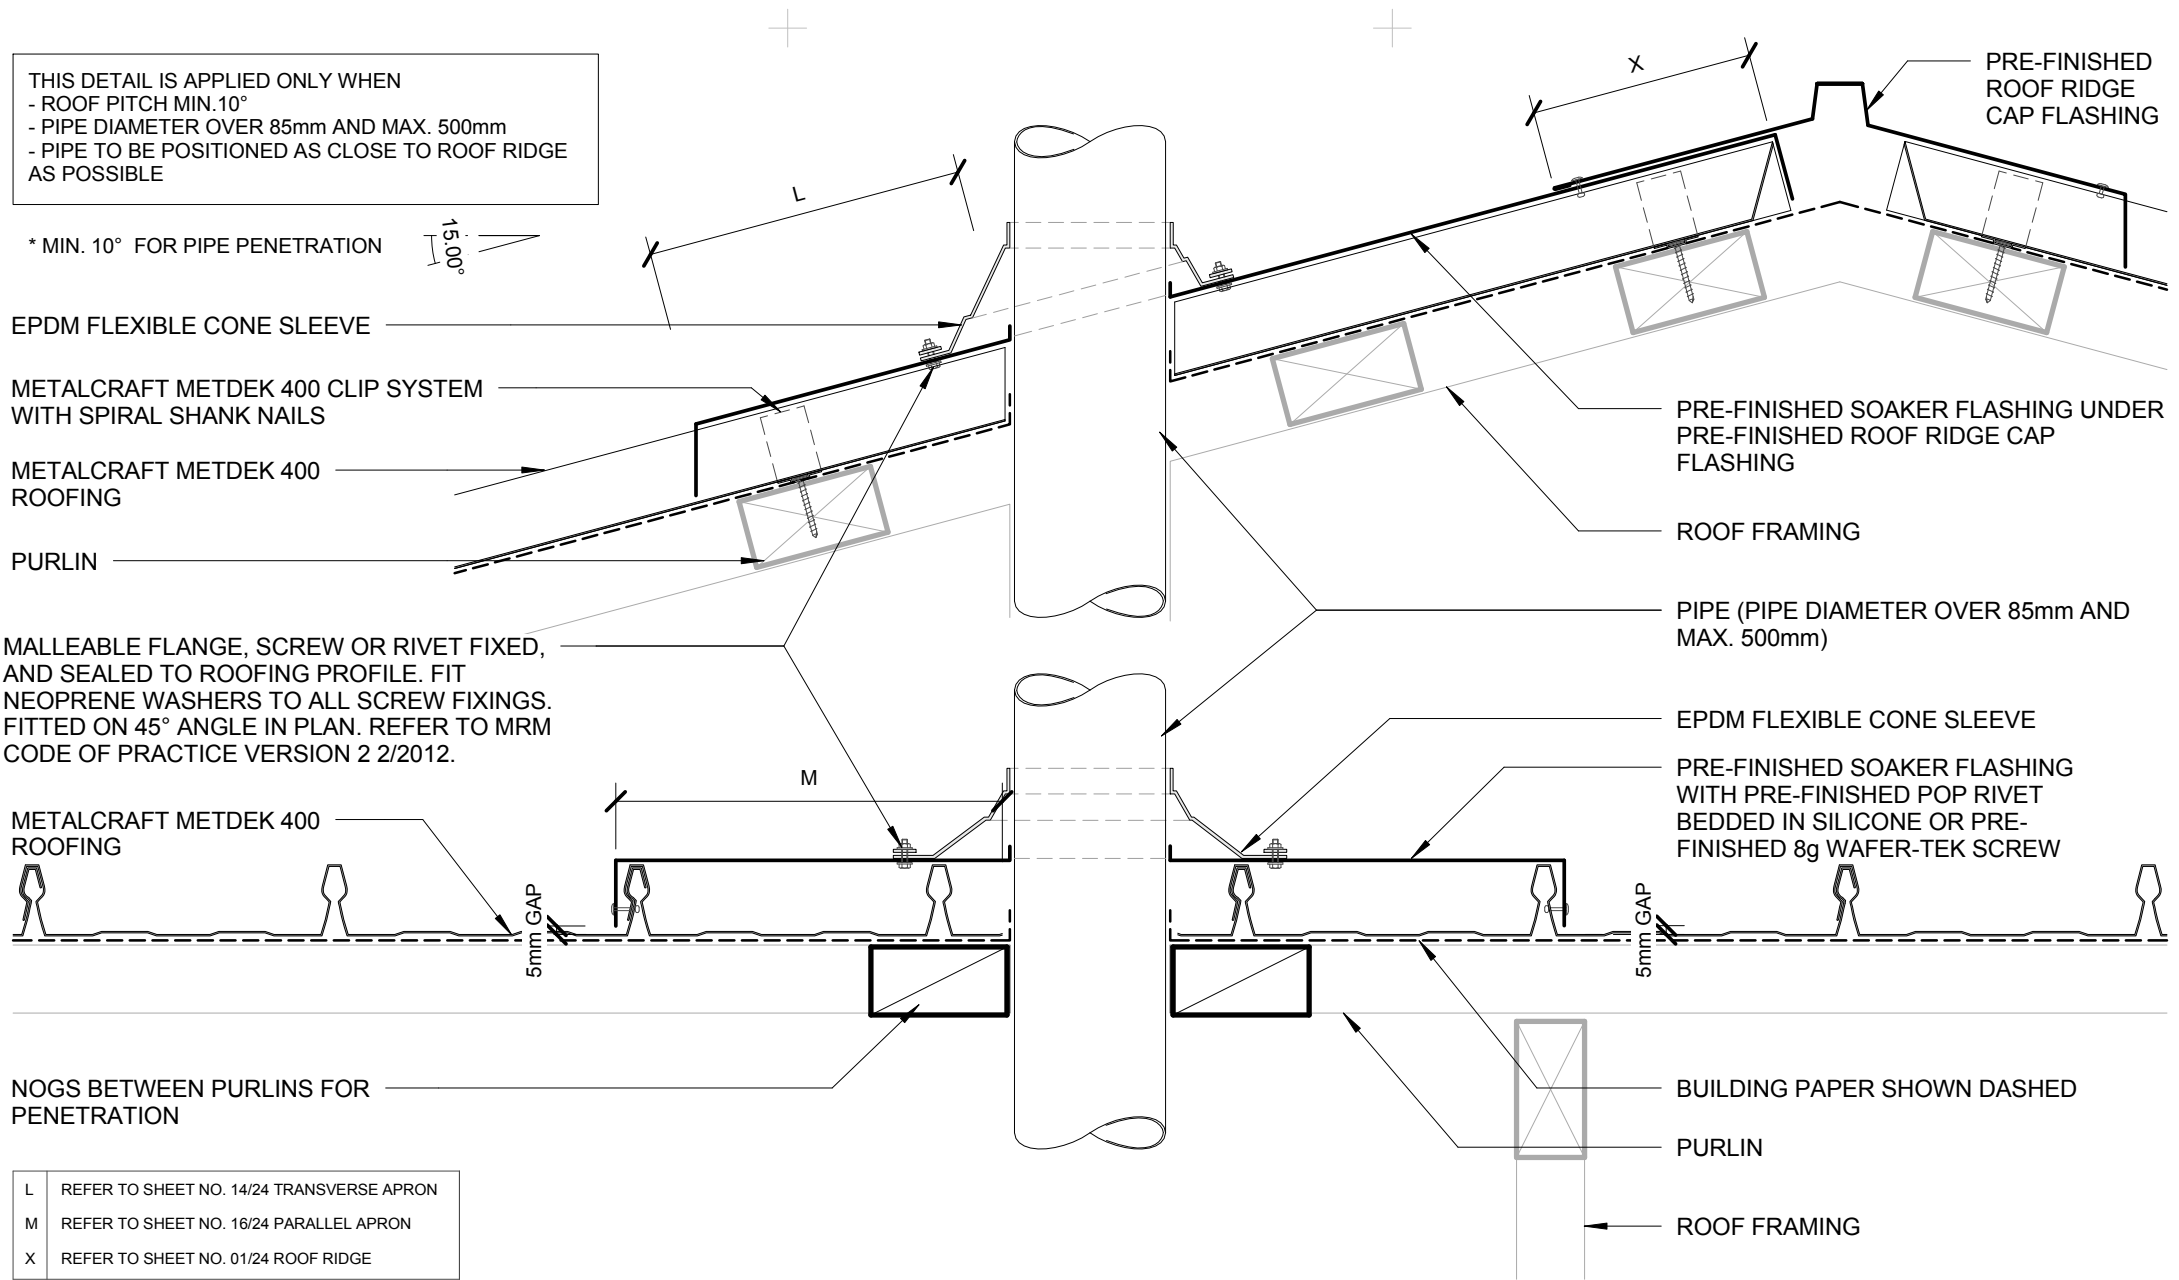 THIS DETAIL IS APPLIED ONLY WHEN
- ROOF PITCH MIN.10°
- PIPE DIAMETER OVER 85mm AND MAX. 500mm
- PIPE TO BE POSITIONED AS CLOSE TO ROOF RIDGE
AS POSSIBLE
* MIN. 10° FOR PIPE PENETRATION
15.00°
L
X
PRE-FINISHED
ROOF RIDGE
CAP FLASHING
EPDM FLEXIBLE CONE SLEEVE
METALCRAFT METDEK 400 CLIP SYSTEM
WITH SPIRAL SHANK NAILS
METALCRAFT METDEK 400
ROOFING
PURLIN
PRE-FINISHED SOAKER FLASHING UNDER
PRE-FINISHED ROOF RIDGE CAP
FLASHING
ROOF FRAMING
PIPE (PIPE DIAMETER OVER 85mm AND
MAX. 500mm)
MALLEABLE FLANGE, SCREW OR RIVET FIXED,
AND SEALED TO ROOFING PROFILE. FIT
NEOPRENE WASHERS TO ALL SCREW FIXINGS.
FITTED ON 45° ANGLE IN PLAN. REFER TO MRM
CODE OF PRACTICE VERSION 2 2/2012.
M
EPDM FLEXIBLE CONE SLEEVE
PRE-FINISHED SOAKER FLASHING
WITH PRE-FINISHED POP RIVET
BEDDED IN SILICONE OR PRE-
FINISHED 8g WAFER-TEK SCREW
METALCRAFT METDEK 400
ROOFING
5mm GAP
5mm GAP
NOGS BETWEEN PURLINS FOR
PENETRATION
BUILDING PAPER SHOWN DASHED
PURLIN
ROOF FRAMING
L REFER TO SHEET NO. 14/24 TRANSVERSE APRON
M REFER TO SHEET NO. 16/24 PARALLEL APRON
X REFER TO SHEET NO. 01/24 ROOF RIDGE